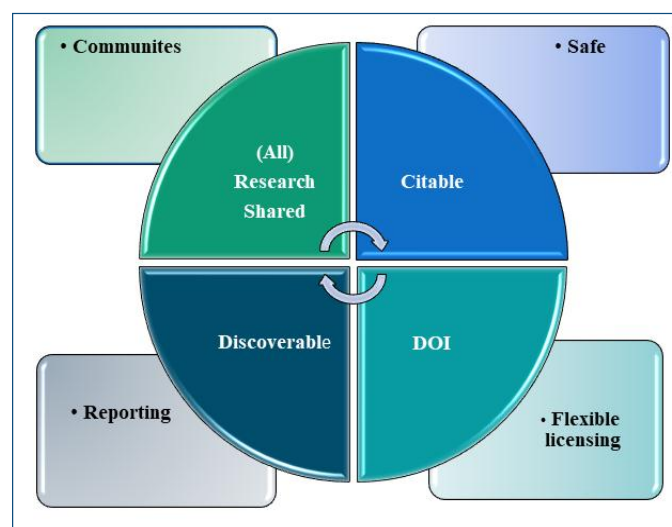 • Communites
• Safe
(All)
Research
Shared
Citable
Discoverable
DOI
• Reporting
• Flexible
licensing